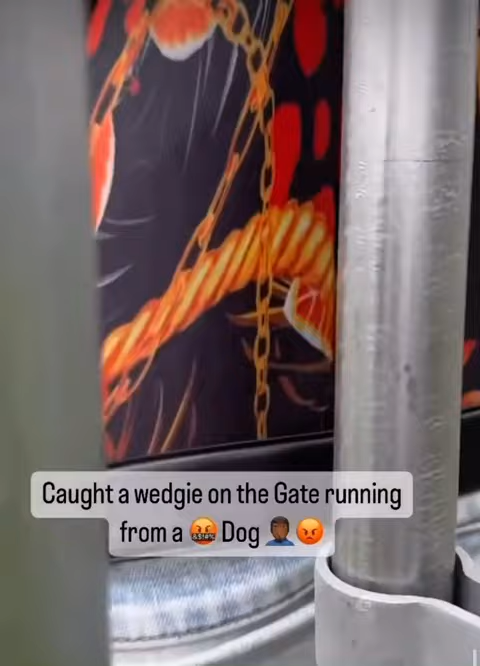 Caught a wedgie on the Gate running
from a 🤬 Dog 🤦🏾‍♂️😡